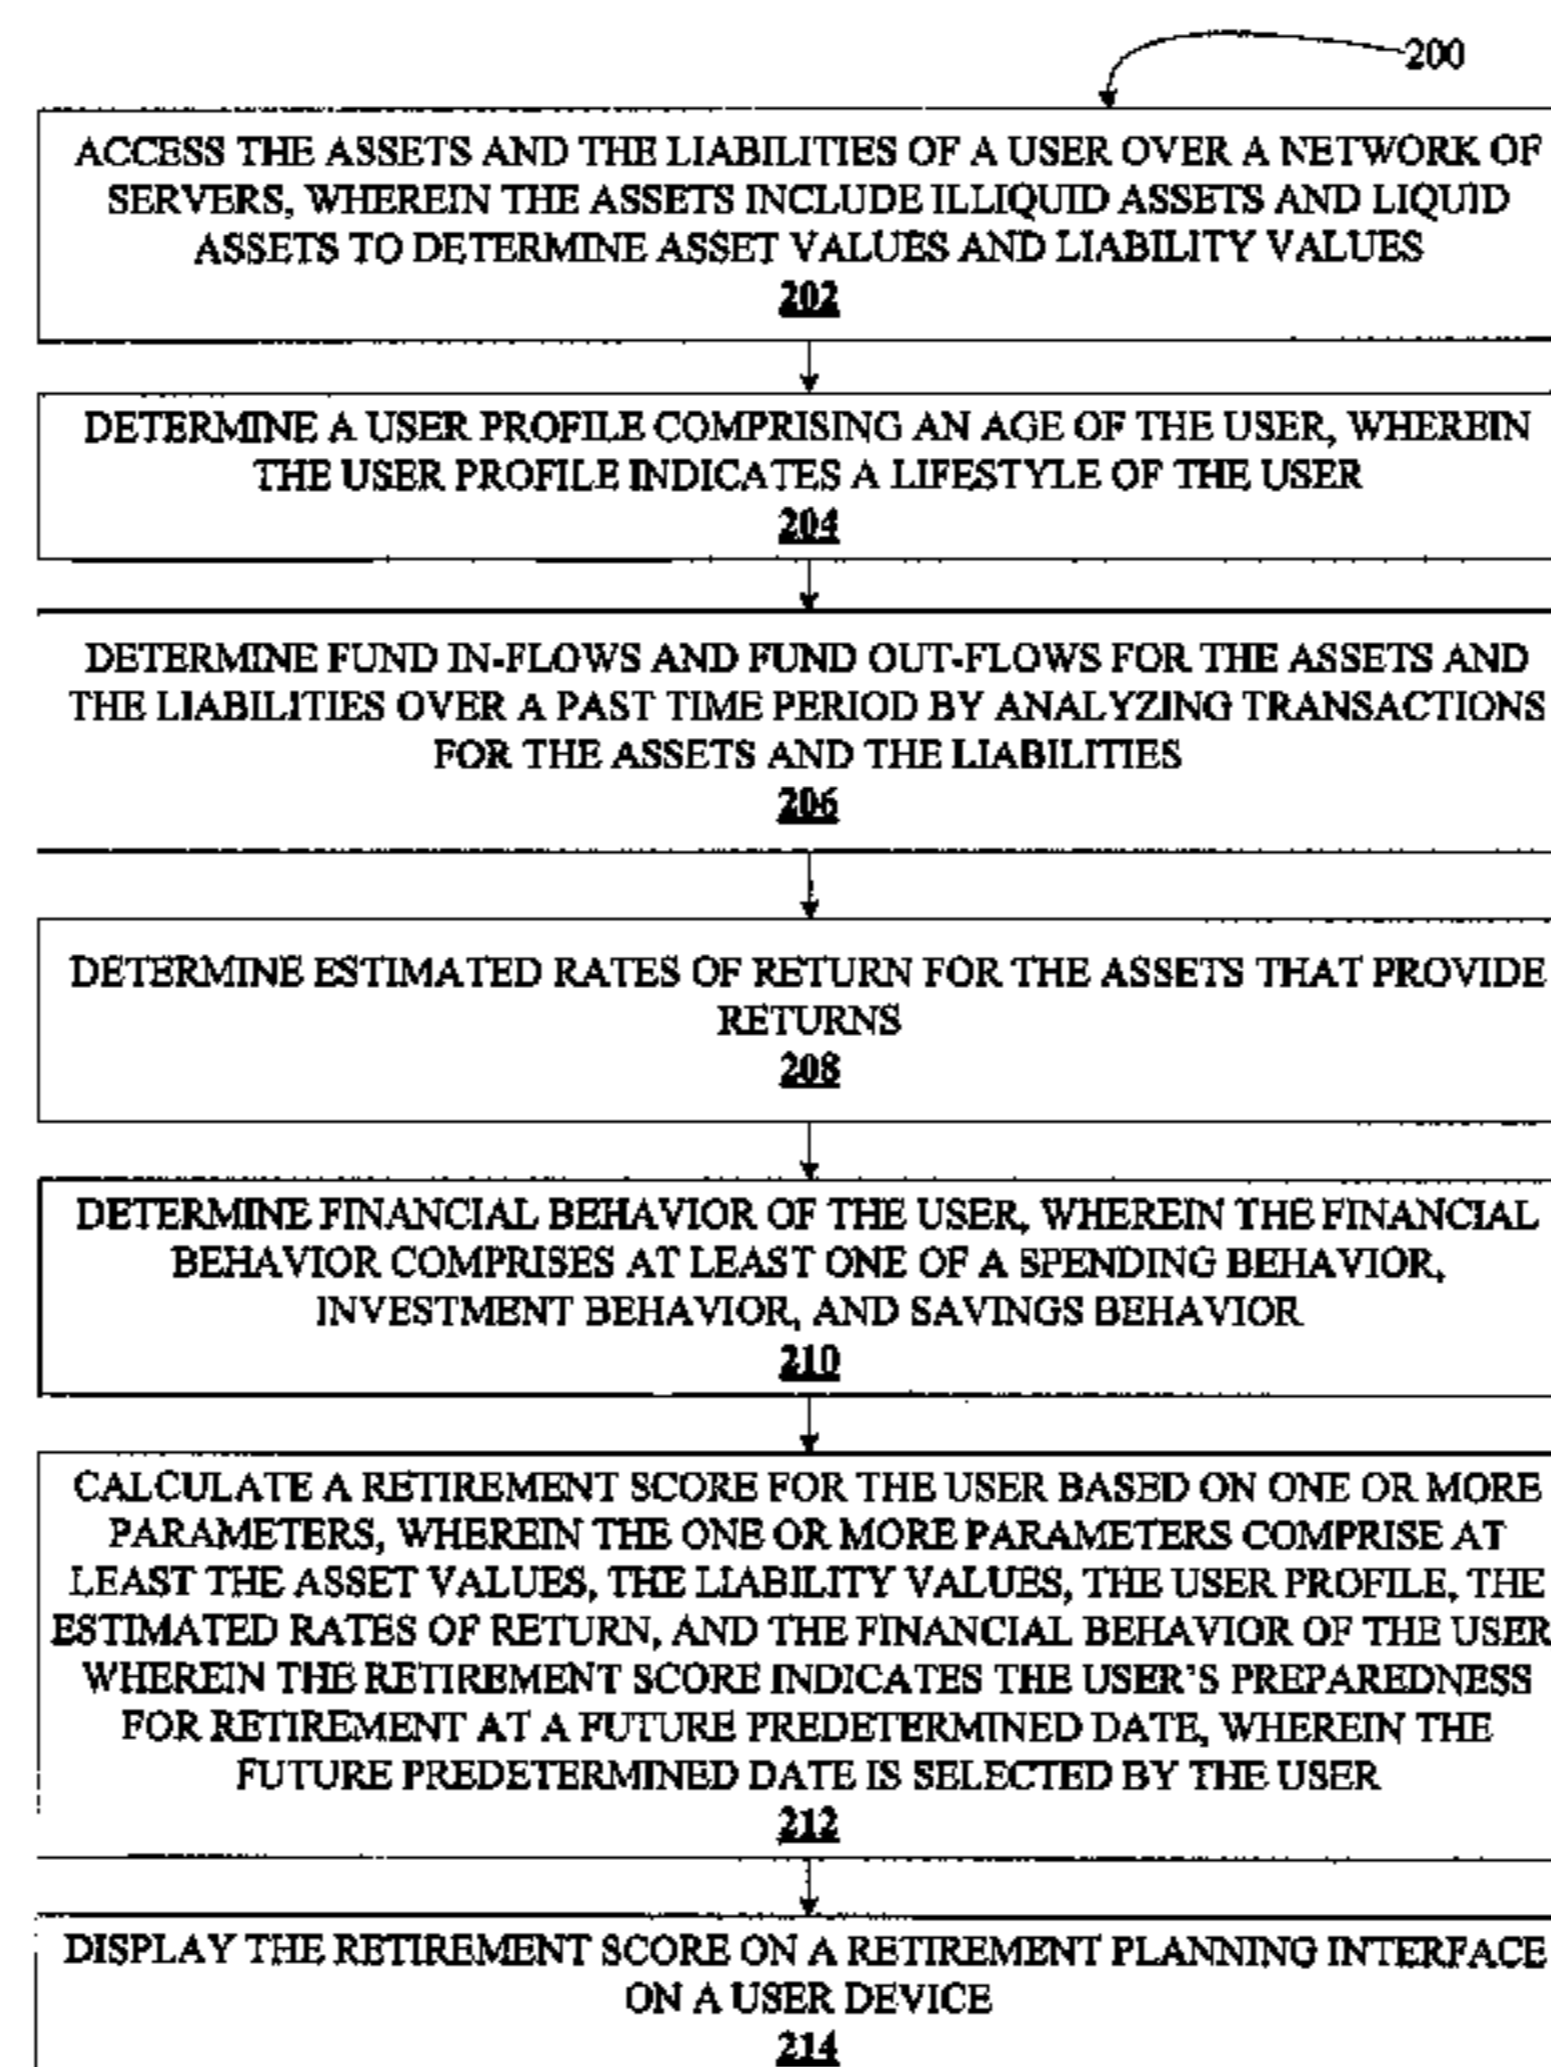 200
ACCESS THE ASSETS AND THE LIABILITIES OF A USER OVER A NETWORK OF
SERVERS, WHEREIN THE ASSETS INCLUDE ILLIQUID ASSETS AND LIQUID
ASSETS TO DETERMINE ASSET VALUES AND LIABILITY VALUES
202
DETERMINE A USER PROFILE COMPRISING AN AGE OF THE USER, WHEREIN
THE USER PROFILE INDICATES A LIFESTYLE OF THE USER
204
DETERMINE FUND IN-FLOWS AND FUND OUT-FLOWS FOR THE ASSETS AND
THE LIABILITIES OVER A PAST TIME PERIOD BY ANALYZING TRANSACTIONS
FOR THE ASSETS AND THE LIABILITIES
206
DETERMINE ESTIMATED RATES OF RETURN FOR THE ASSETS THAT PROVIDE
RETURNS
208
DETERMINE FINANCIAL BEHAVIOR OF THE USER, WHEREIN THE FINANCIAL
BEHAVIOR COMPRISES AT LEAST ONE OF A SPENDING BEHAVIOR,
INVESTMENT BEHAVIOR, AND SAVINGS BEHAVIOR
210
CALCULATE A RETIREMENT SCORE FOR THE USER BASED ON ONE OR MORE
PARAMETERS, WHEREIN THE ONE OR MORE PARAMETERS COMPRISE AT
LEAST THE ASSET VALUES, THE LIABILITY VALUES, THE USER PROFILE, THE
ESTIMATED RATES OF RETURN, AND THE FINANCIAL BEHAVIOR OF THE USER
WHEREIN THE RETIREMENT SCORE INDICATES THE USER'S PREPAREDNESS
FOR RETIREMENT AT A FUTURE PREDETERMINED DATE, WHEREIN THE
FUTURE PREDETERMINED DATE IS SELECTED BY THE USER
212
DISPLAY THE RETIREMENT SCORE ON A RETIREMENT PLANNING INTERFACE
ON A USER DEVICE
214